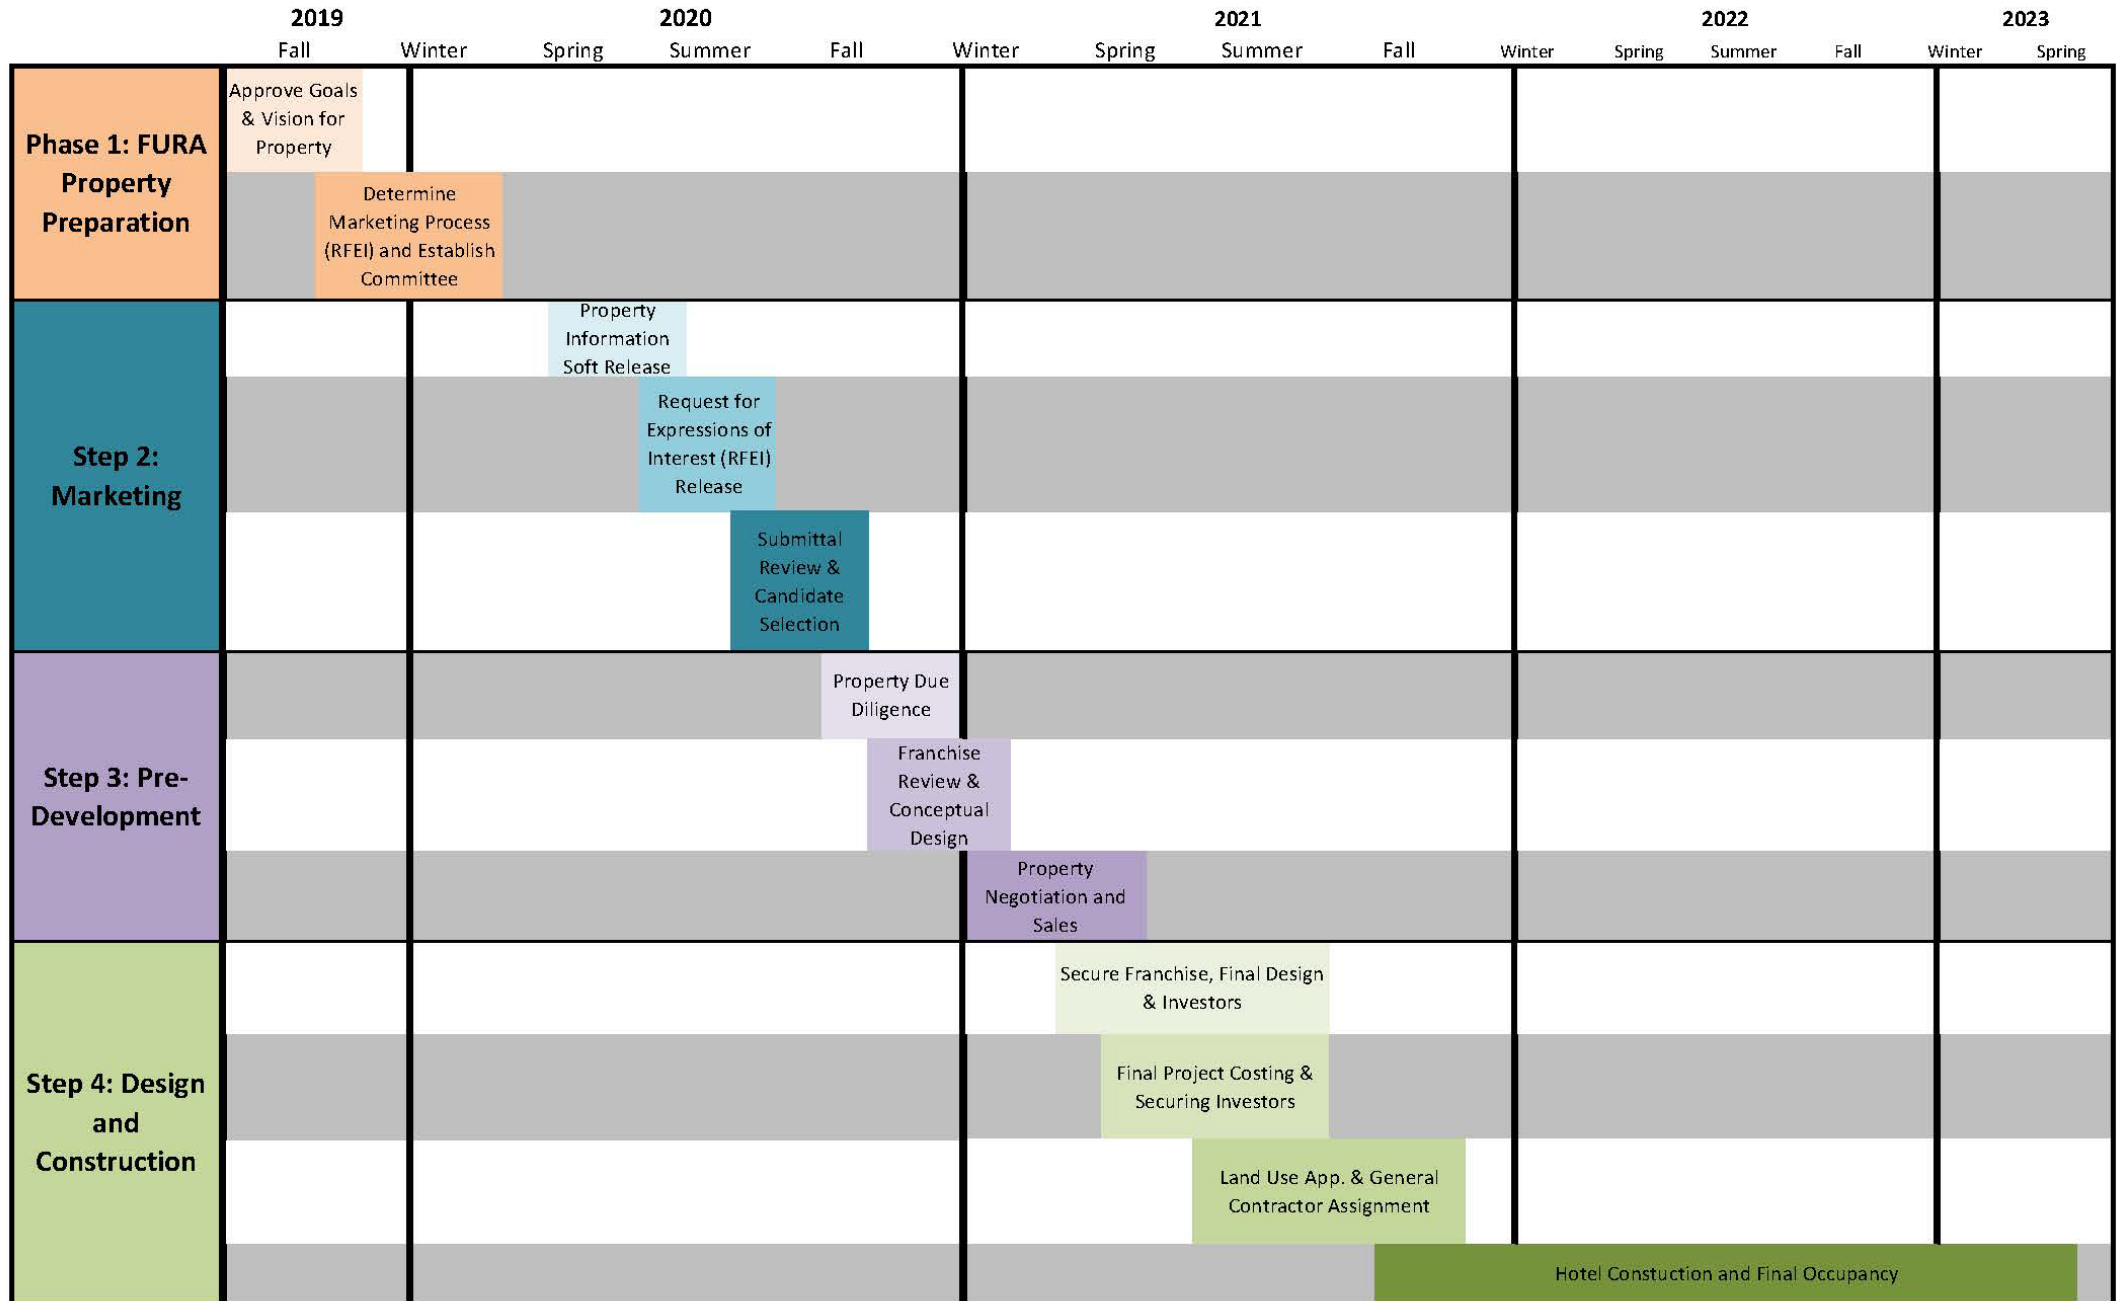 2019 2020 2021 2022 2023
Fall Winter Spring Summer Fall Winter Spring Summer Fall Winter Spring Summer Fall Winter Spring
Phase 1: FURA
Property
Preparation
Approve Goals
& Vision for
Property
Determine
Marketing Process
(RFEI) and Establish
Committee
Step 2:
Marketing
Property
Information
Soft Release
Request for
Expressions of
Interest (RFEI)
Release
Submittal
Review &
Candidate
Selection
Step 3: Pre-
Development
Property Due
Diligence
Franchise
Review &
Conceptual
Design
Property
Negotiation and
Sales
Step 4: Design
and
Construction
Secure Franchise, Final Design
& Investors
Final Project Costing &
Securing Investors
Land Use App. & General
Contractor Assignment
Hotel Constuction and Final Occupancy